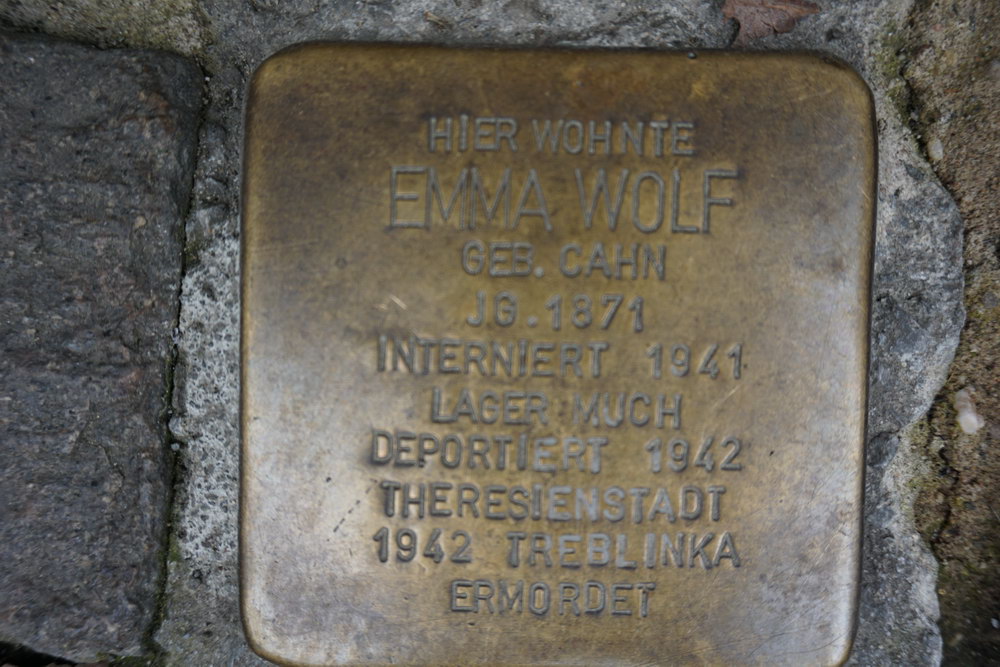 HIER WOHNTE
EMMA WOLF
GEB. CAHN
JG. 1871
INTERNIERT 1941
LAGER MUCH
DEPORTIERT 1942
THERESIENSTADT
1942 TREBLINKA
ERMORDET